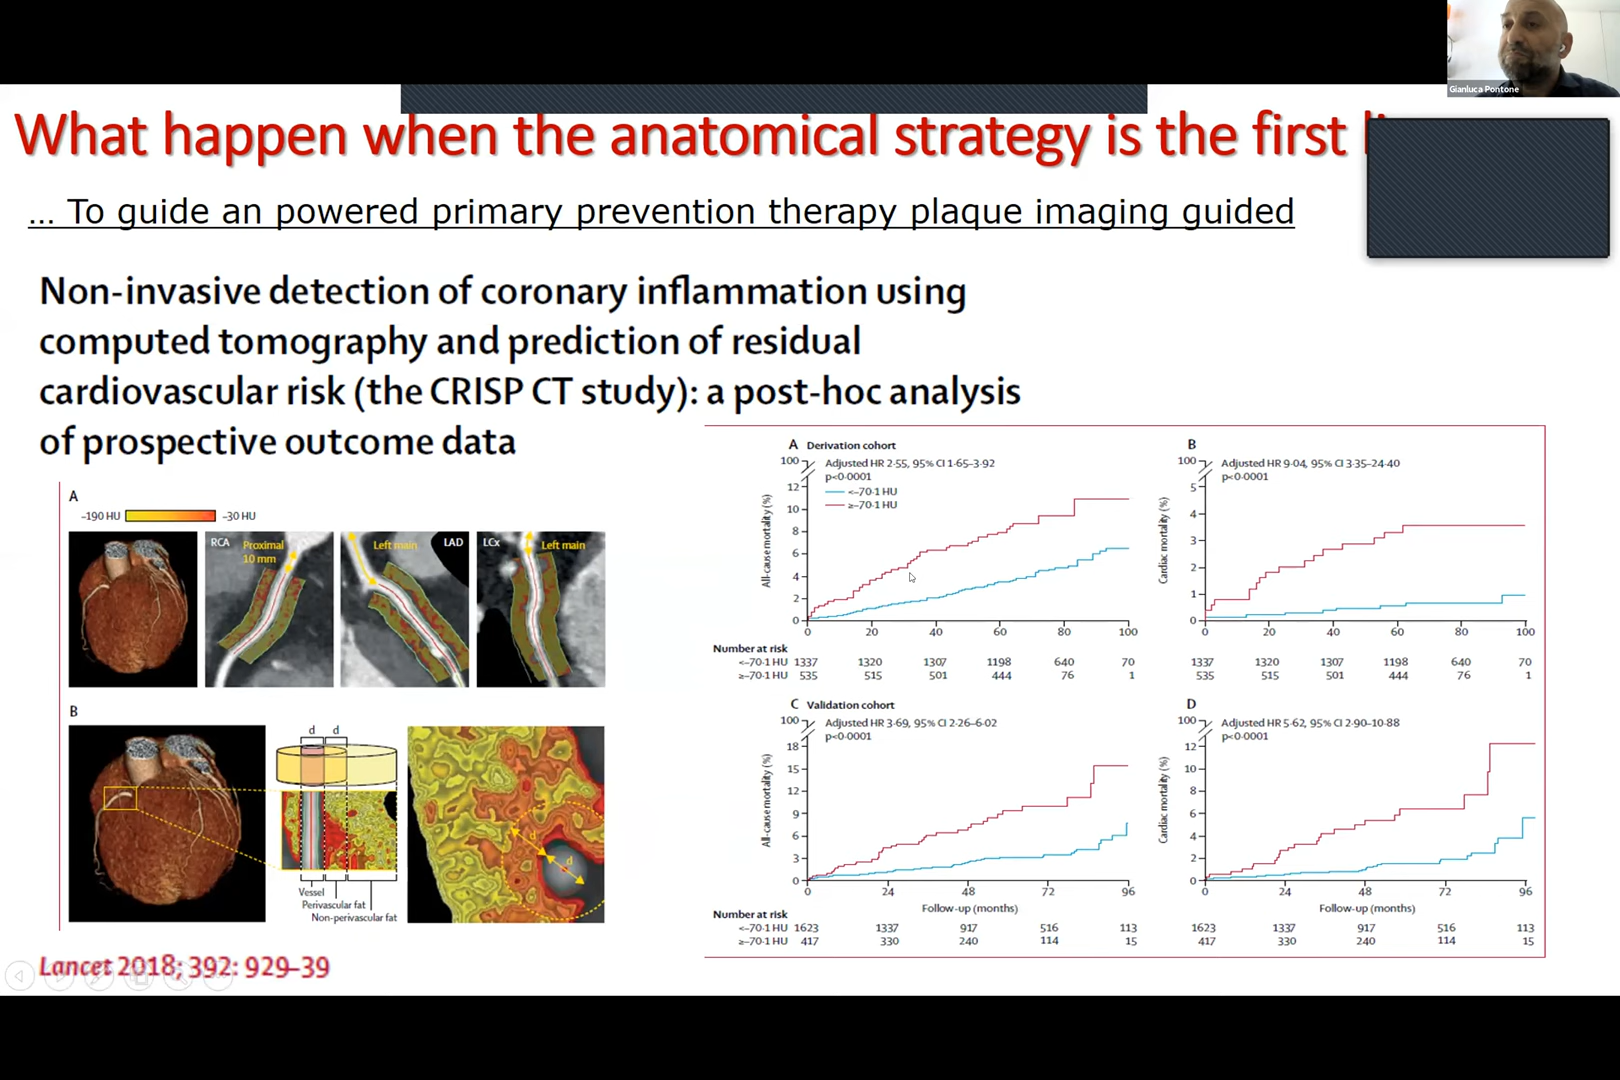 Gianluca Pontone
What happen when the anatomical strategy is the first
... To guide an powered primary prevention therapy plaque imaging guided
Non-invasive detection of coronary inflammation using
computed tomography and prediction of residual
cardiovascular risk (the CRISP CT study): a post-hoc analysis
of prospective outcome data
A
-190 HU -30 HU
RCA Proximal 10 mm
Left main LAD
LCx Left main
B
d d
d
d
Vessel
Perivascular fat
Non-perivascular fat
A Derivation cohort
Adjusted HR 2·55, 95% CI 1·65–3·92
p<0·0001
<–70·1 HU
≥–70·1 HU
All-cause mortality (%)
100
12
10
8
6
4
2
0
0 20 40 60 80 100
B
Adjusted HR 9·04, 95% CI 3·35–24·40
p<0·0001
Cardiac mortality (%)
100
5
4
3
2
1
0
0 20 40 60 80 100
Number at risk
<–70·1 HU 1337 1320 1307 1198 640 70
≥–70·1 HU 535 515 501 444 76 1
1337 1320 1307 1198 640 70
535 515 501 444 76 1
C Validation cohort
Adjusted HR 3·69, 95% CI 2·26–6·02
p<0·0001
All-cause mortality (%)
100
18
15
12
9
6
3
0
0 24 48 72 96
Follow-up (months)
D
Adjusted HR 5·62, 95% CI 2·90–10·88
p<0·0001
Cardiac mortality (%)
100
12
10
8
6
4
2
0
0 24 48 72 96
Follow-up (months)
Number at risk
<–70·1 HU 1623 1337 917 516 113
≥–70·1 HU 417 330 240 114 15
1623 1337 917 516 113
417 330 240 114 15
Lancet 2018; 392: 929–39